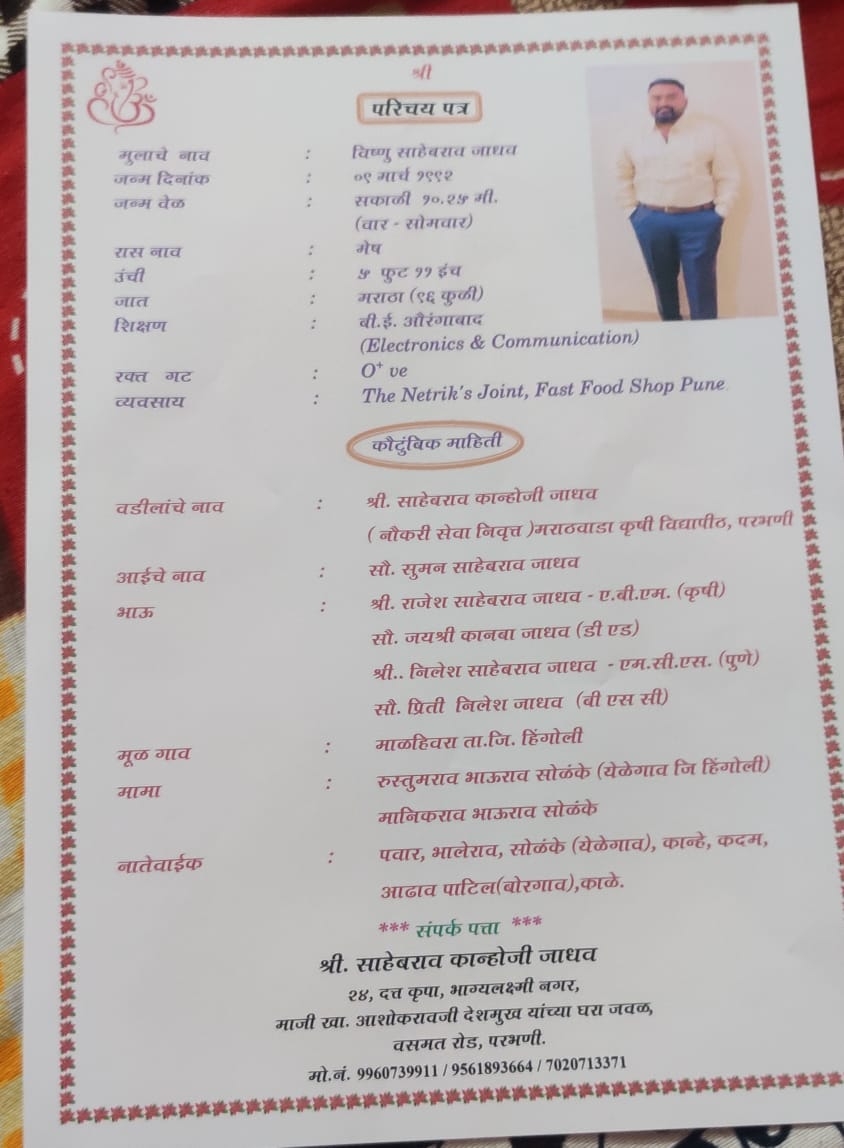 श्री
परिचय पत्र
मुलाचे नाव : विष्णु साहेबराव जाधव
जन्म दिनांक : ०९ मार्च १९९२
जन्म वेळ : सकाळी १०.२५ मी.
(वार - सोमवार)
रास नाव : मेष
उंची : ५ फुट ११ इंच
जात : मराठा (९६ कुळी)
शिक्षण : बी.ई. औरंगाबाद
(Electronics & Communication)
रक्त गट : O+ ve
व्यवसाय : The Netrik's Joint, Fast Food Shop Pune
कौटुंबिक माहिती
वडीलांचे नाव : श्री. साहेबराव कान्होजी जाधव
( नौकरी सेवा निवृत्त )मराठवाडा कृषी विद्यापीठ, परभणी
आईचे नाव : सौ. सुमन साहेबराव जाधव
भाऊ : श्री. राजेश साहेबराव जाधव - ए.बी.एम. (कृषी)
सौ. जयश्री कानबा जाधव (डी एड)
श्री.. निलेश साहेबराव जाधव - एम.सी.एस. (पुणे)
सौ. प्रिती निलेश जाधव (बी एस सी)
मूळ गाव : माळहिवरा ता.जि. हिंगोली
मामा : रुस्तुमराव भाऊराव सोळंके (येळेगाव जि हिंगोली)
मानिकराव भाऊराव सोळंके
नातेवाईक : पवार, भालेराव, सोळंके (येळेगाव), कान्हे, कदम,
आढाव पाटिल(बोरगाव),काळे.
*** संपर्क पत्ता ***
श्री. साहेबराव कान्होजी जाधव
२४, दत्त कृपा, भाग्यलक्ष्मी नगर,
माजी खा. आशोकरावजी देशमुख यांच्या घरा जवळ,
वसमत रोड, परभणी.
मो.नं. 9960739911 / 9561893664 / 7020713371